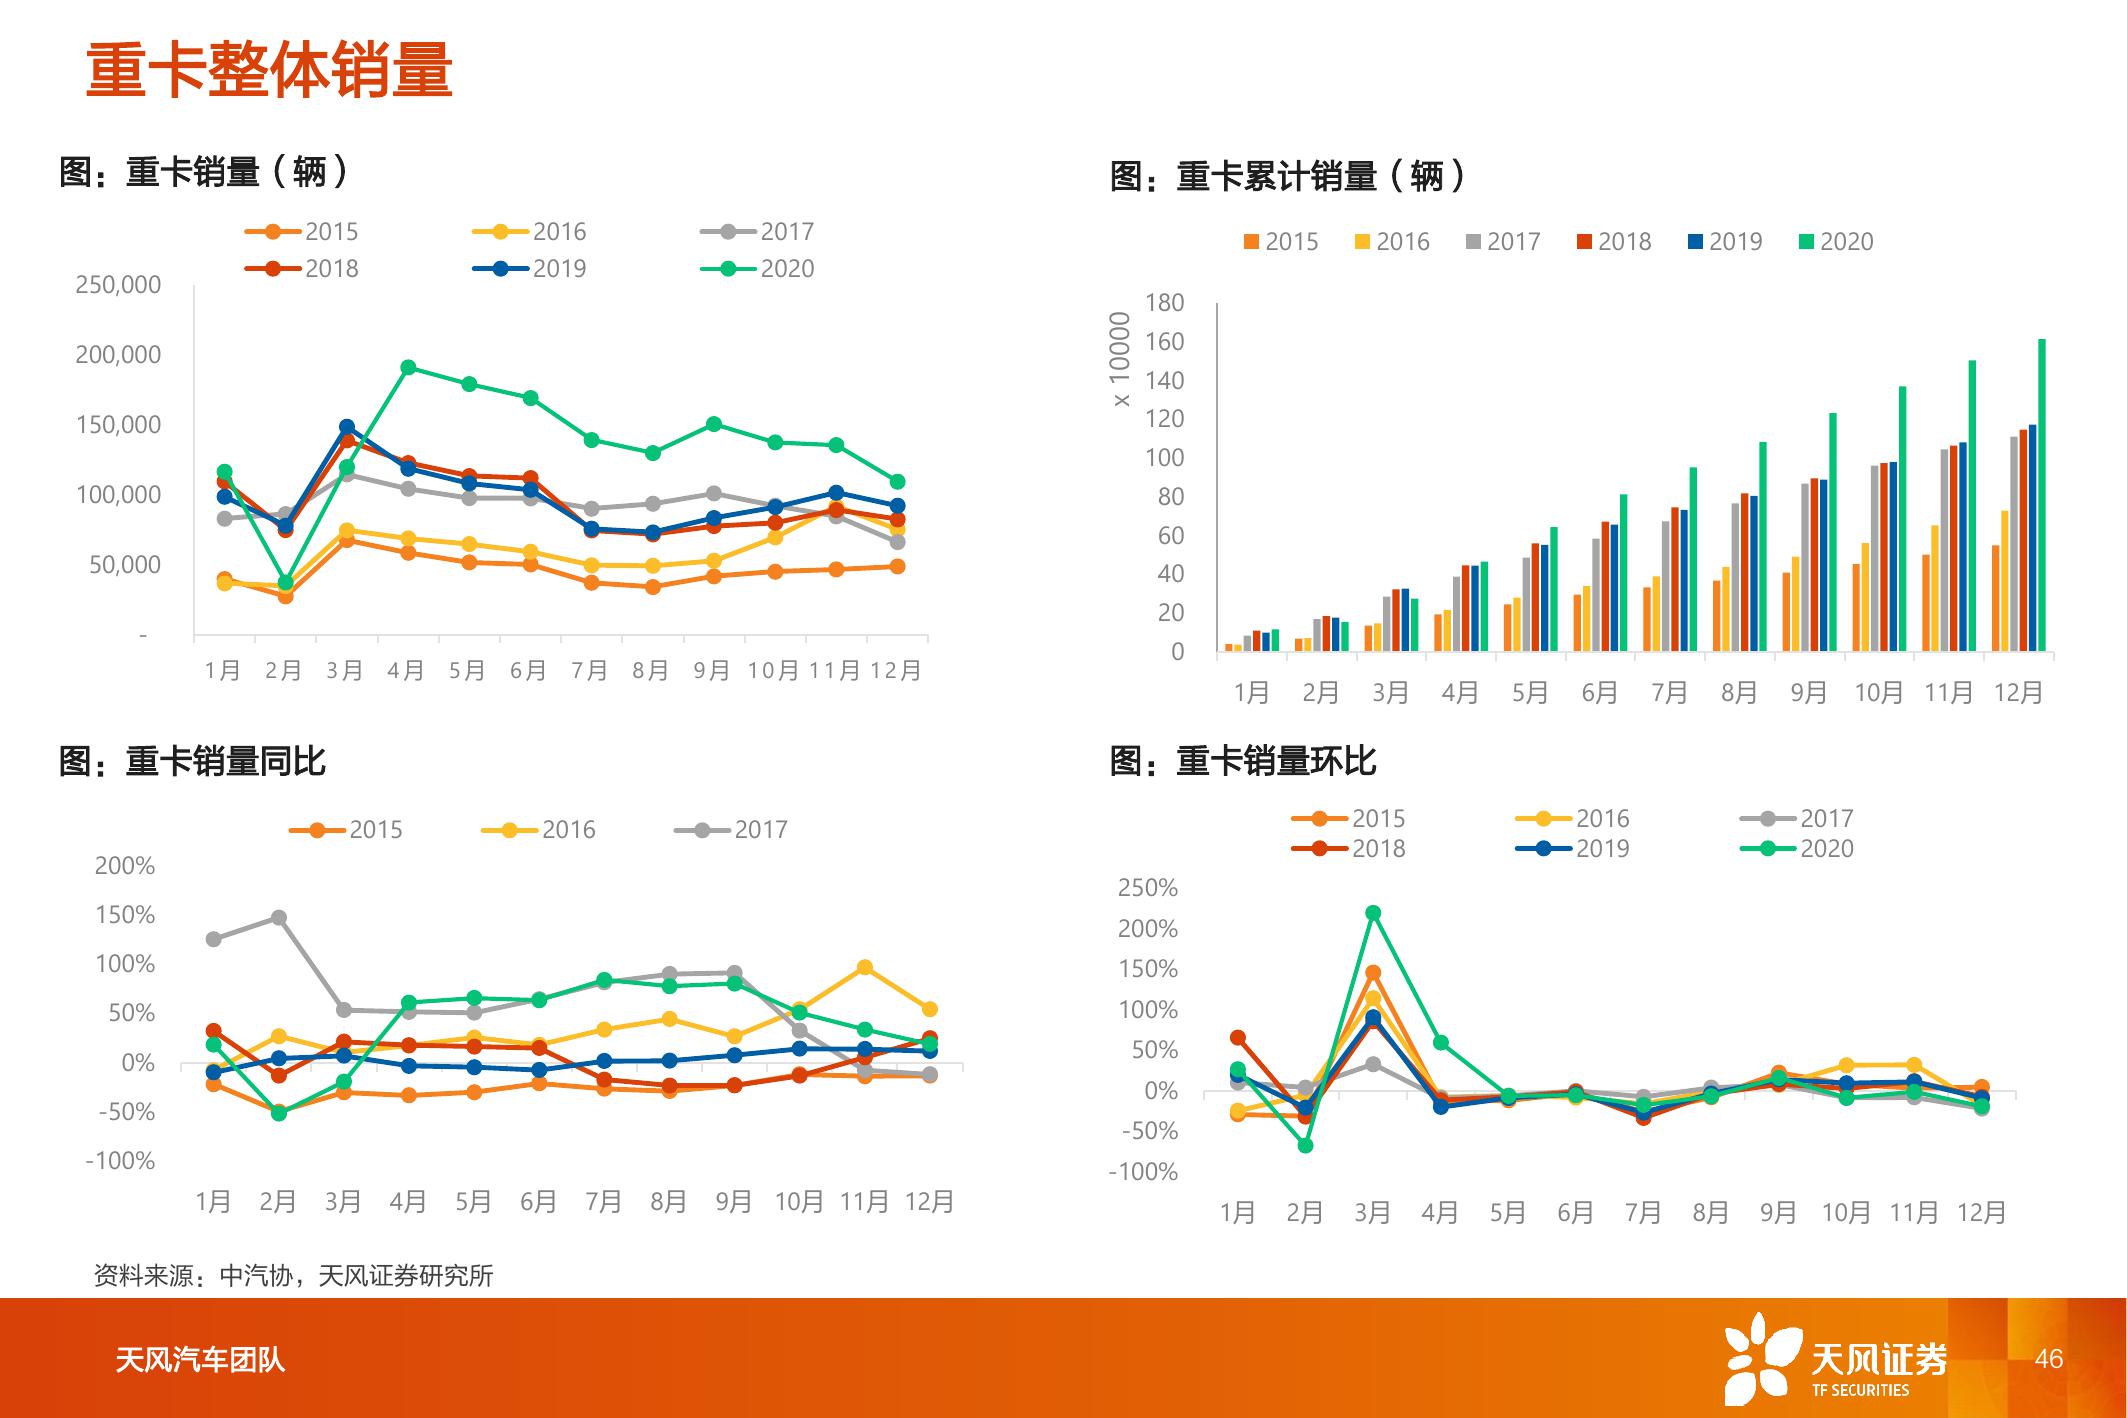 重卡整体销量
图：重卡销量（辆）
2015 2016 2017
2018 2019 2020
250,000
200,000
150,000
100,000
50,000
-
1月 2月 3月 4月 5月 6月 7月 8月 9月 10月 11月 12月
图：重卡累计销量（辆）
2015 2016 2017 2018 2019 2020
x 10000
180
160
140
120
100
80
60
40
20
0
1月 2月 3月 4月 5月 6月 7月 8月 9月 10月 11月 12月
图：重卡销量同比
2015 2016 2017
200%
150%
100%
50%
0%
-50%
-100%
1月 2月 3月 4月 5月 6月 7月 8月 9月 10月 11月 12月
图：重卡销量环比
2015 2016 2017
2018 2019 2020
250%
200%
150%
100%
50%
0%
-50%
-100%
1月 2月 3月 4月 5月 6月 7月 8月 9月 10月 11月 12月
资料来源：中汽协，天风证券研究所
天风汽车团队
天风证券
TF SECURITIES
46